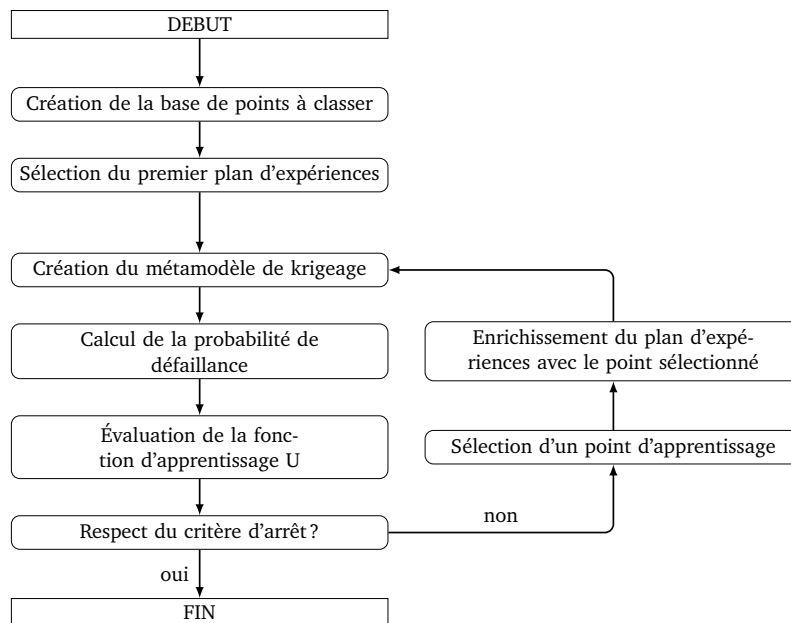 DEBUT
Création de la base de points à classer
Sélection du premier plan d'expériences
Création du métamodèle de krigeage
Calcul de la probabilité de
défaillance
Évaluation de la fonc-
tion d'apprentissage U
Respect du critère d'arrêt ?
non
Sélection d'un point d'apprentissage
Enrichissement du plan d'expé-
riences avec le point sélectionné
oui
FIN